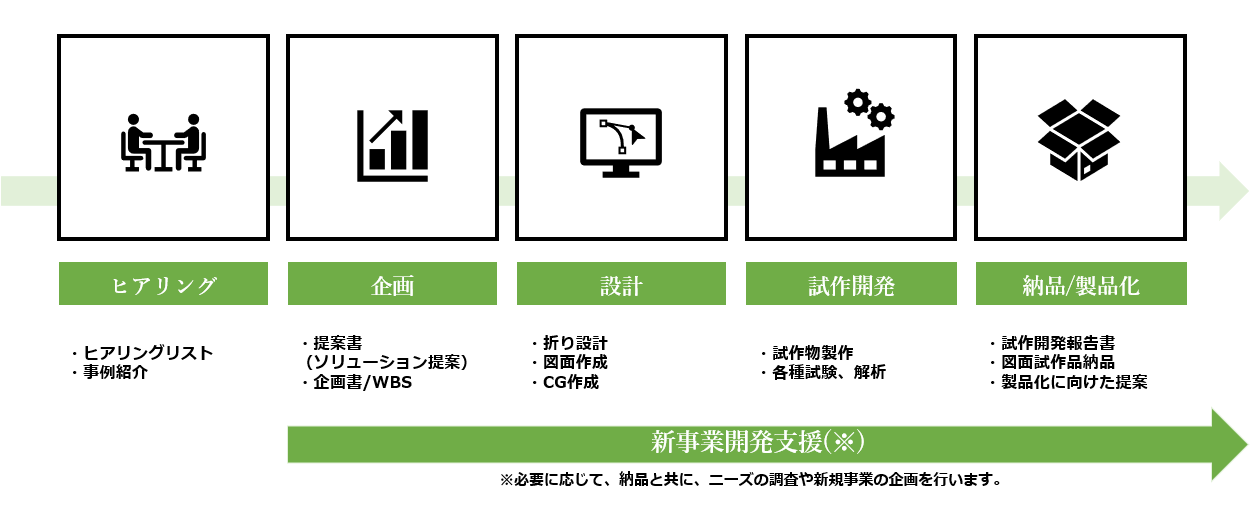 ヒアリング
企画
設計
試作開発
納品/製品化
・ヒアリングリスト
・事例紹介
・提案書
(ソリューション提案)
・企画書/WBS
・折り設計
・図面作成
・CG作成
・試作物製作
・各種試験、解析
・試作開発報告書
・図面試作品納品
・製品化に向けた提案
新事業開発支援(※)
※必要に応じて、納品と共に、ニーズの調査や新規事業の企画を行います。